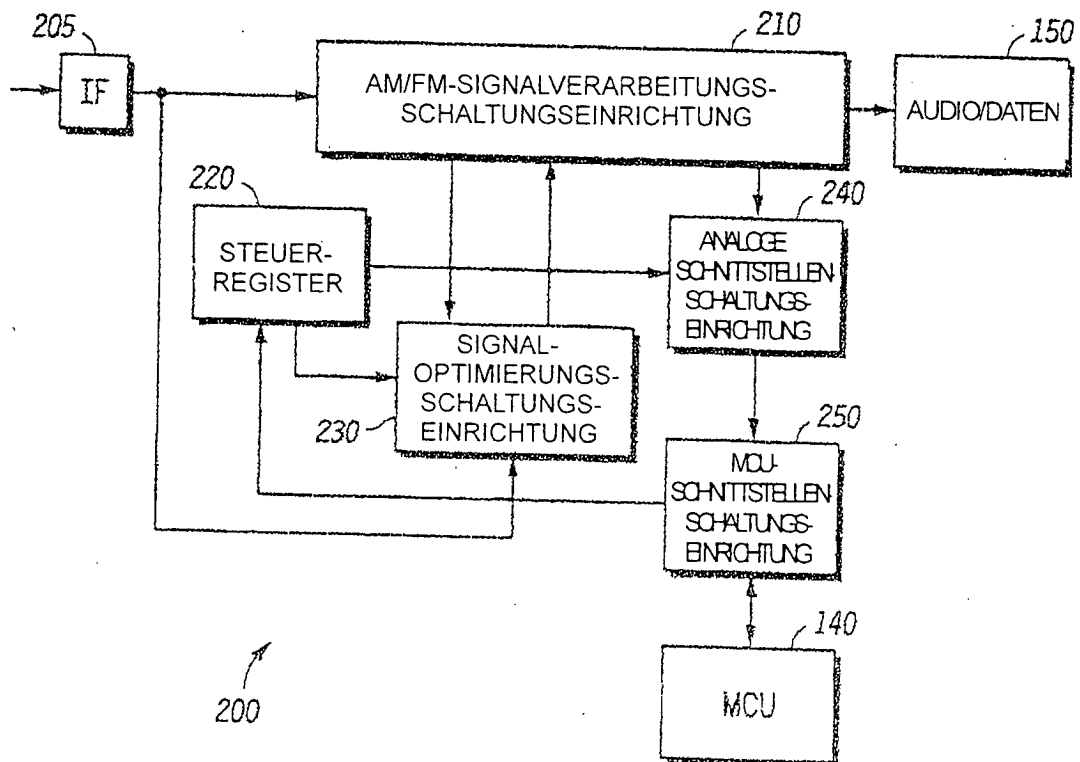 205
IF
210
AM/FM-SIGNALVERARBEITUNGS-
SCHALTUNGSEINRICHTUNG
150
AUDIO/DATEN
220
STEUER-
REGISTER
240
ANALOGE
SCHNITTSTELLEN
SCHALTUNGS-
EINRICHTUNG
230
SIGNAL-
OPTIMIERUNGS-
SCHALTUNGS-
EINRICHTUNG
250
MCU-
SCHNITTSTELLEN
SCHALTUNGS-
EINRICHTUNG
140
MCU
200